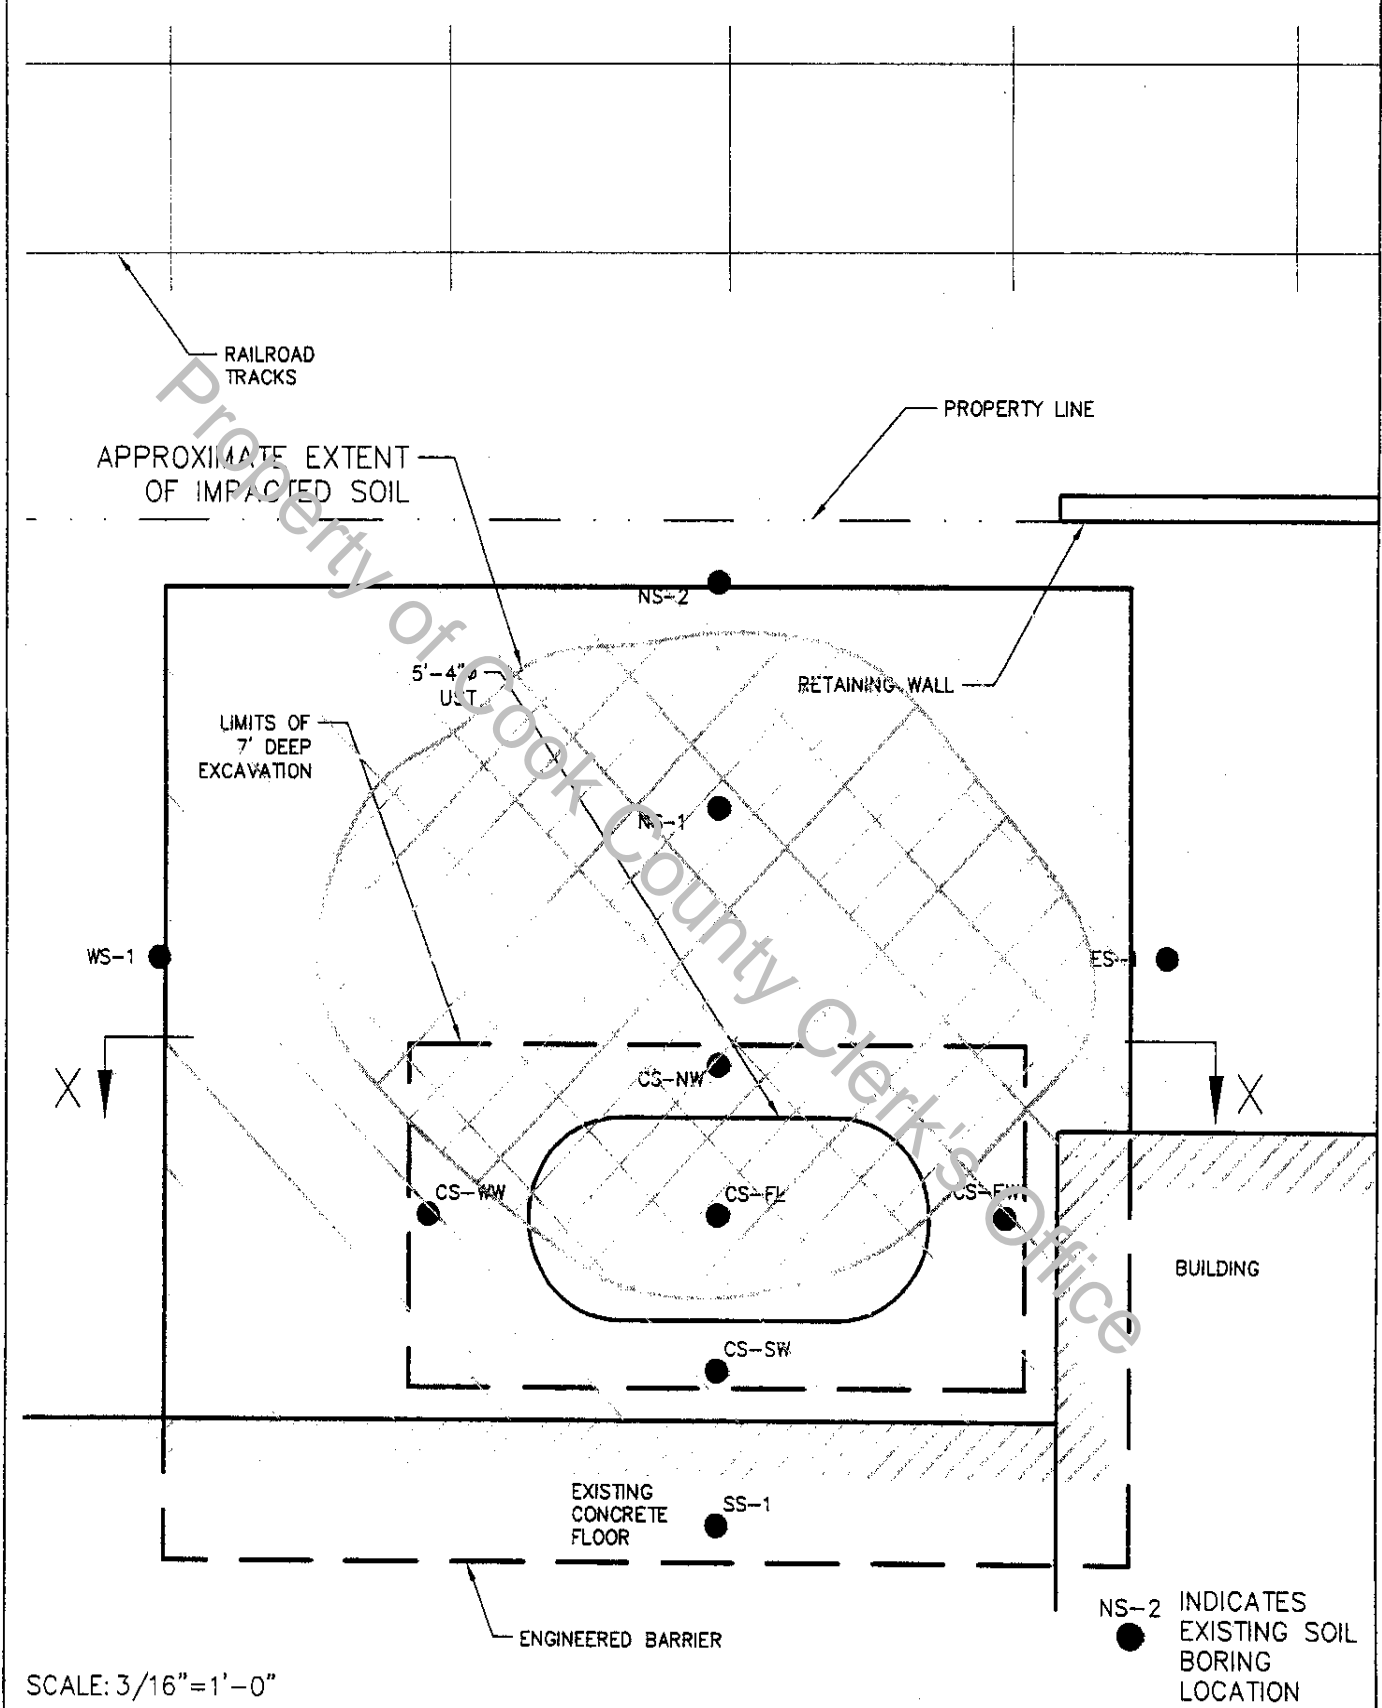 RAILROAD
TRACKS
PROPERTY LINE
APPROXIMATE EXTENT
OF IMPACTED SOIL
NS-2
5'-4"Ø
UST
RETAINING WALL
LIMITS OF
7' DEEP
EXCAVATION
NS-1
WS-1
ES-1
CS-NW
X
X
CS-WW
CS-FL
CS-EW
BUILDING
CS-SW
EXISTING
CONCRETE
FLOOR
SS-1
ENGINEERED BARRIER
NS-2 INDICATES
EXISTING SOIL
BORING
LOCATION
SCALE: 3/16"=1'-0"
Property of Cook County Clerk's Office